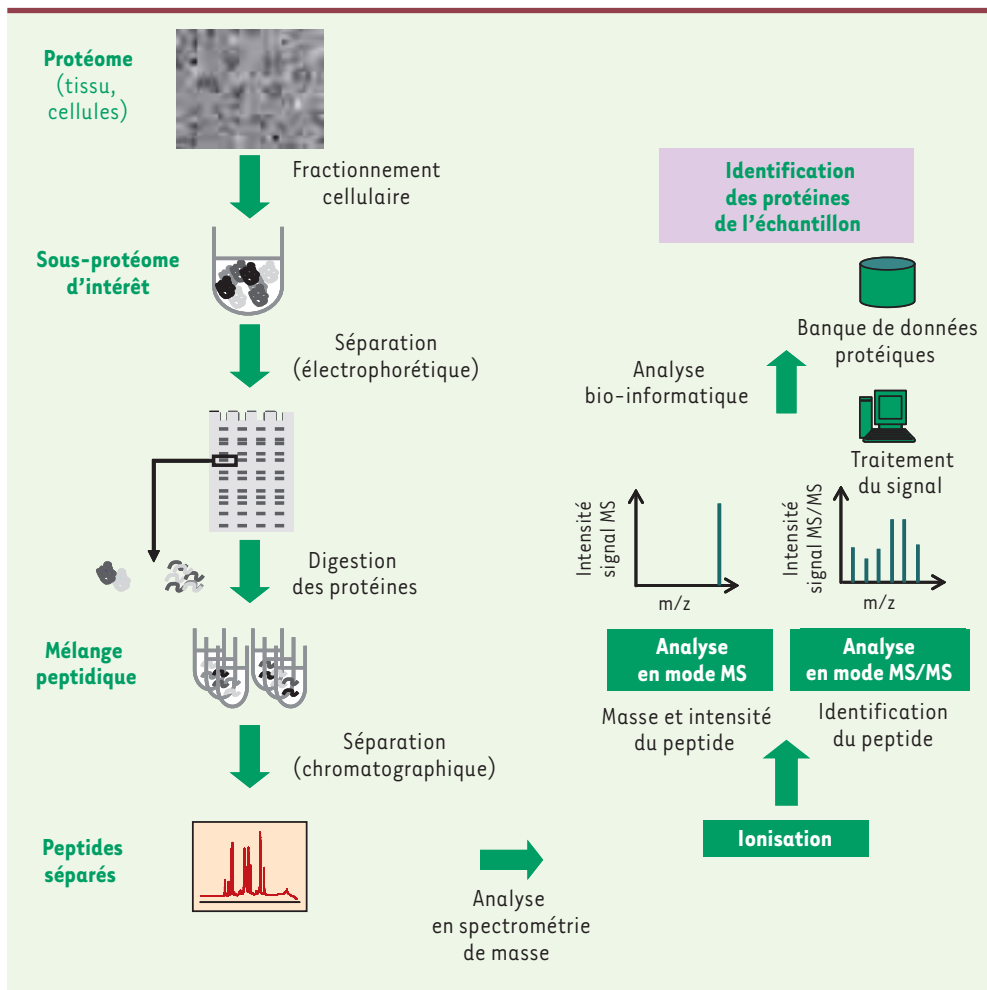 Protéome
(tissu,
cellules)
Fractionnement
cellulaire
Sous-protéome
d'intérêt
Séparation
(électrophorétique)
Digestion
des protéines
Mélange
peptidique
Séparation
(chromatographique)
Peptides
séparés
Analyse
en spectrométrie
de masse
Ionisation
Masse et intensité
du peptide
Identification
du peptide
Analyse
en mode MS
Analyse
en mode MS/MS
Intensité
signal MS
m/z
Intensité
signal MS/MS
m/z
Traitement
du signal
Analyse
bio-informatique
Banque de données
protéiques
Identification
des protéines
de l'échantillon